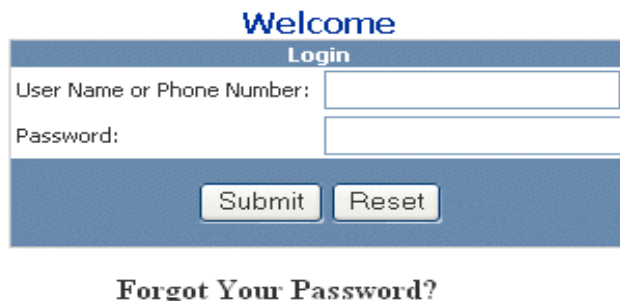 Welcome
Login
User Name or Phone Number:
Password:
Submit Reset
Forgot Your Password?